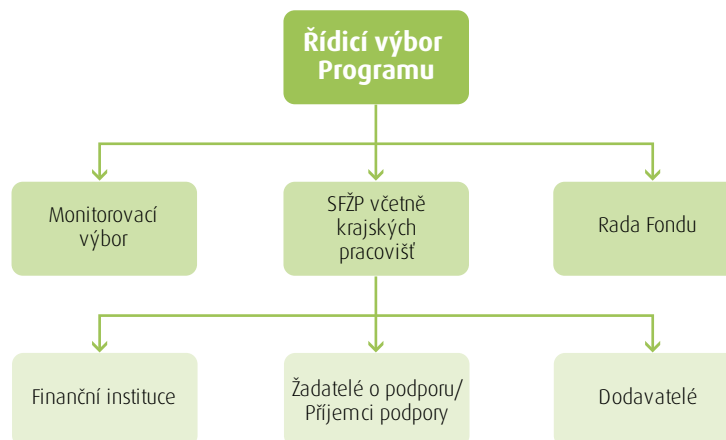 Řídicí výbor
Programu
Monitorovací
výbor
SFŽP včetně
krajských
pracovišť
Rada Fondu
Finanční instituce
Žadatelé o podporu/
Příjemci podpory
Dodavatelé